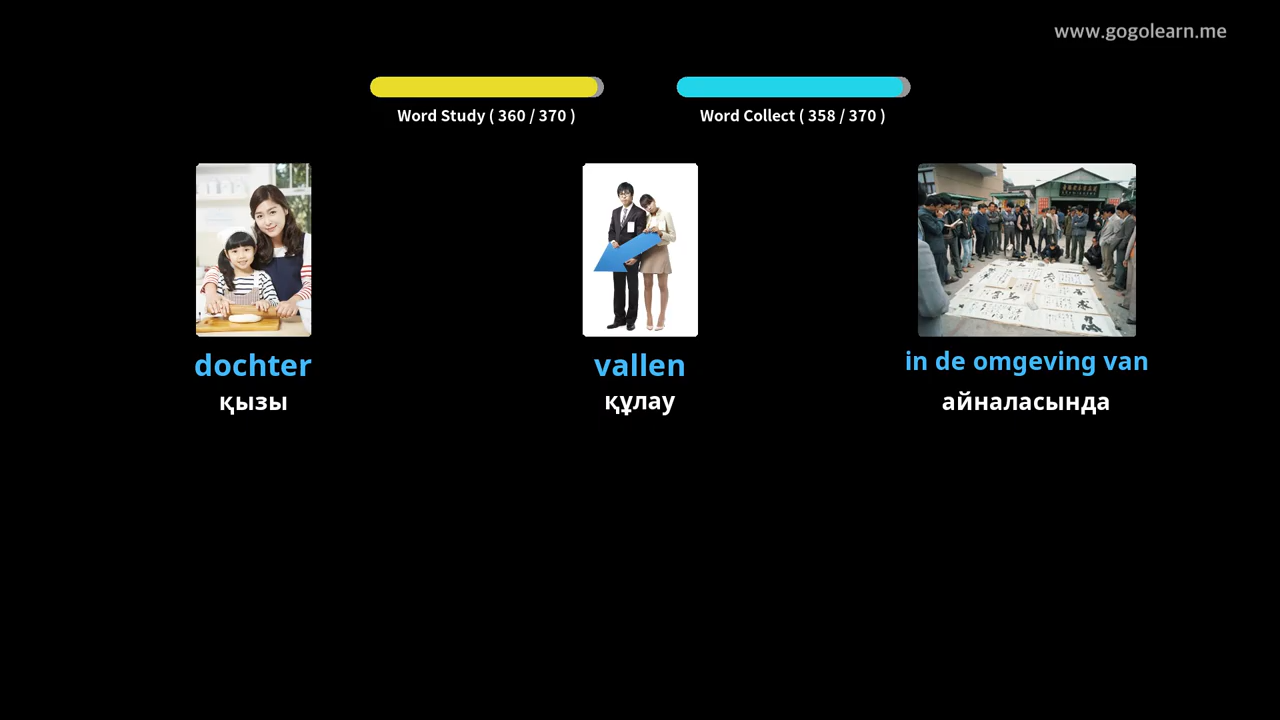 www.gogolearn.me
Word Study ( 360 / 370 )
Word Collect ( 358 / 370 )
dochter
қызы
vallen
құлау
in de omgeving van
айналасында